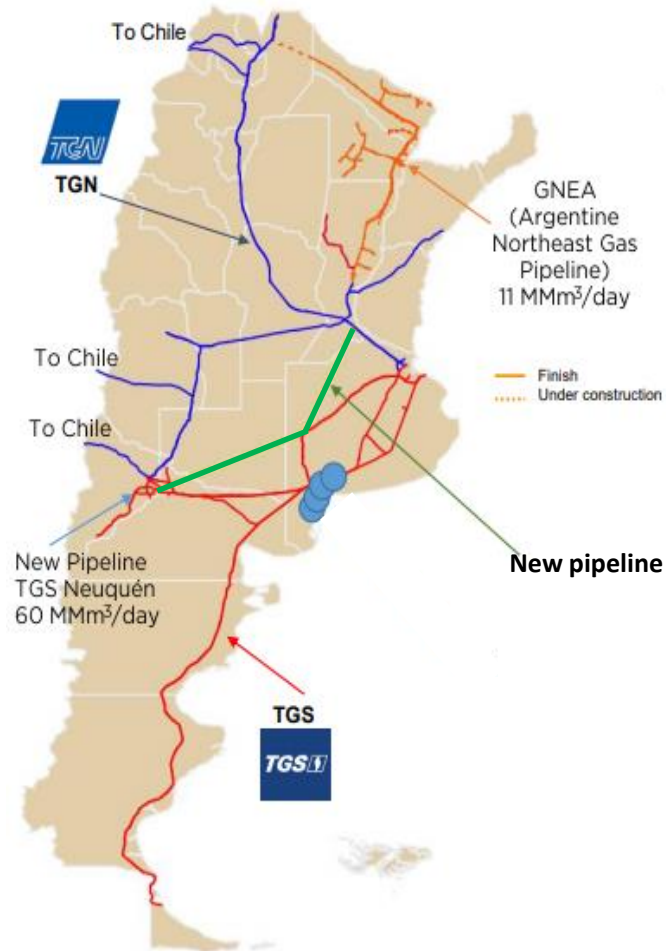 To Chile
TGN
TGN
GNEA
(Argentine
Northeast Gas
Pipeline)
11 MMm³/day
Finish
Under construction
To Chile
To Chile
New Pipeline
TGS Neuquén
60 MMm³/day
New pipeline
TGS
TGS